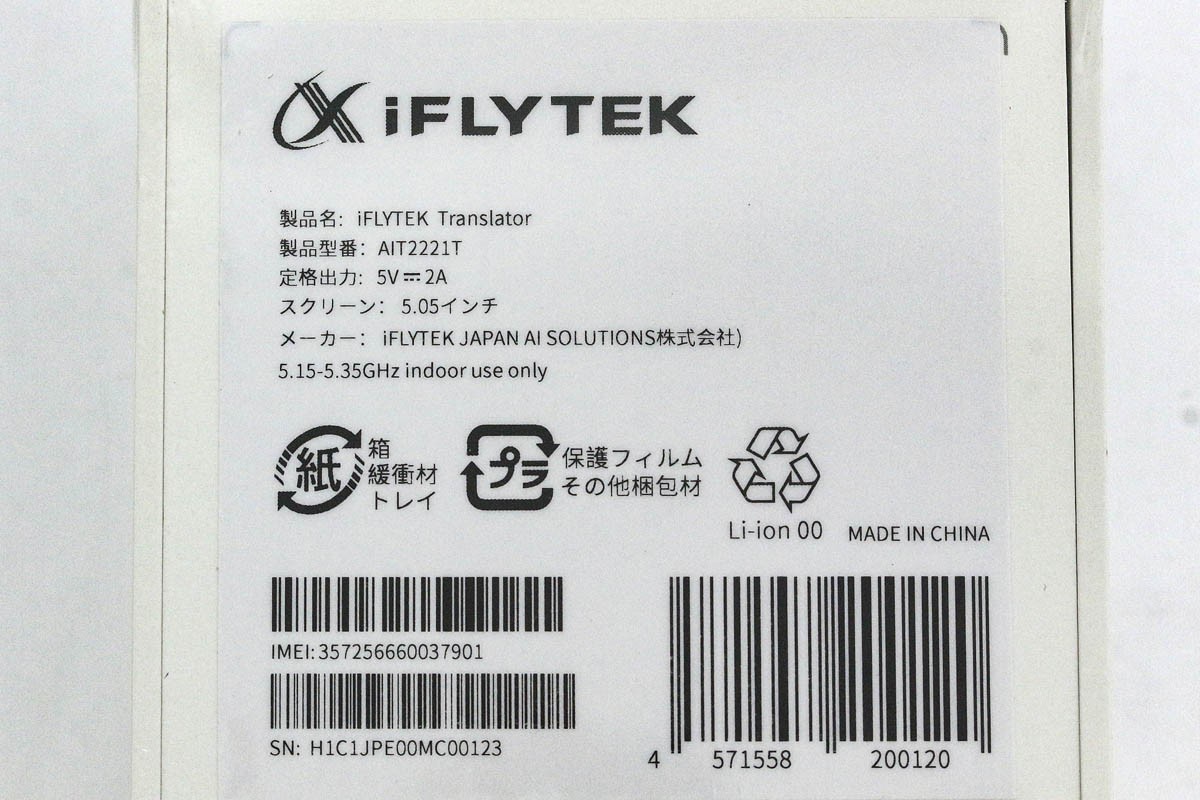 iFLYTEK
製品名: iFLYTEK Translator
製品型番: AIT2221T
定格出力: 5V⎓2A
スクリーン: 5.05インチ
メーカー: iFLYTEK JAPAN AI SOLUTIONS株式会社)
5.15-5.35GHz indoor use only
紙
箱
緩衝材
トレイ
プラ
保護フィルム
その他梱包材
Li-ion 00
MADE IN CHINA
IMEI:357256660037901
SN: H1C1JPE00MC00123
4 571558 200120